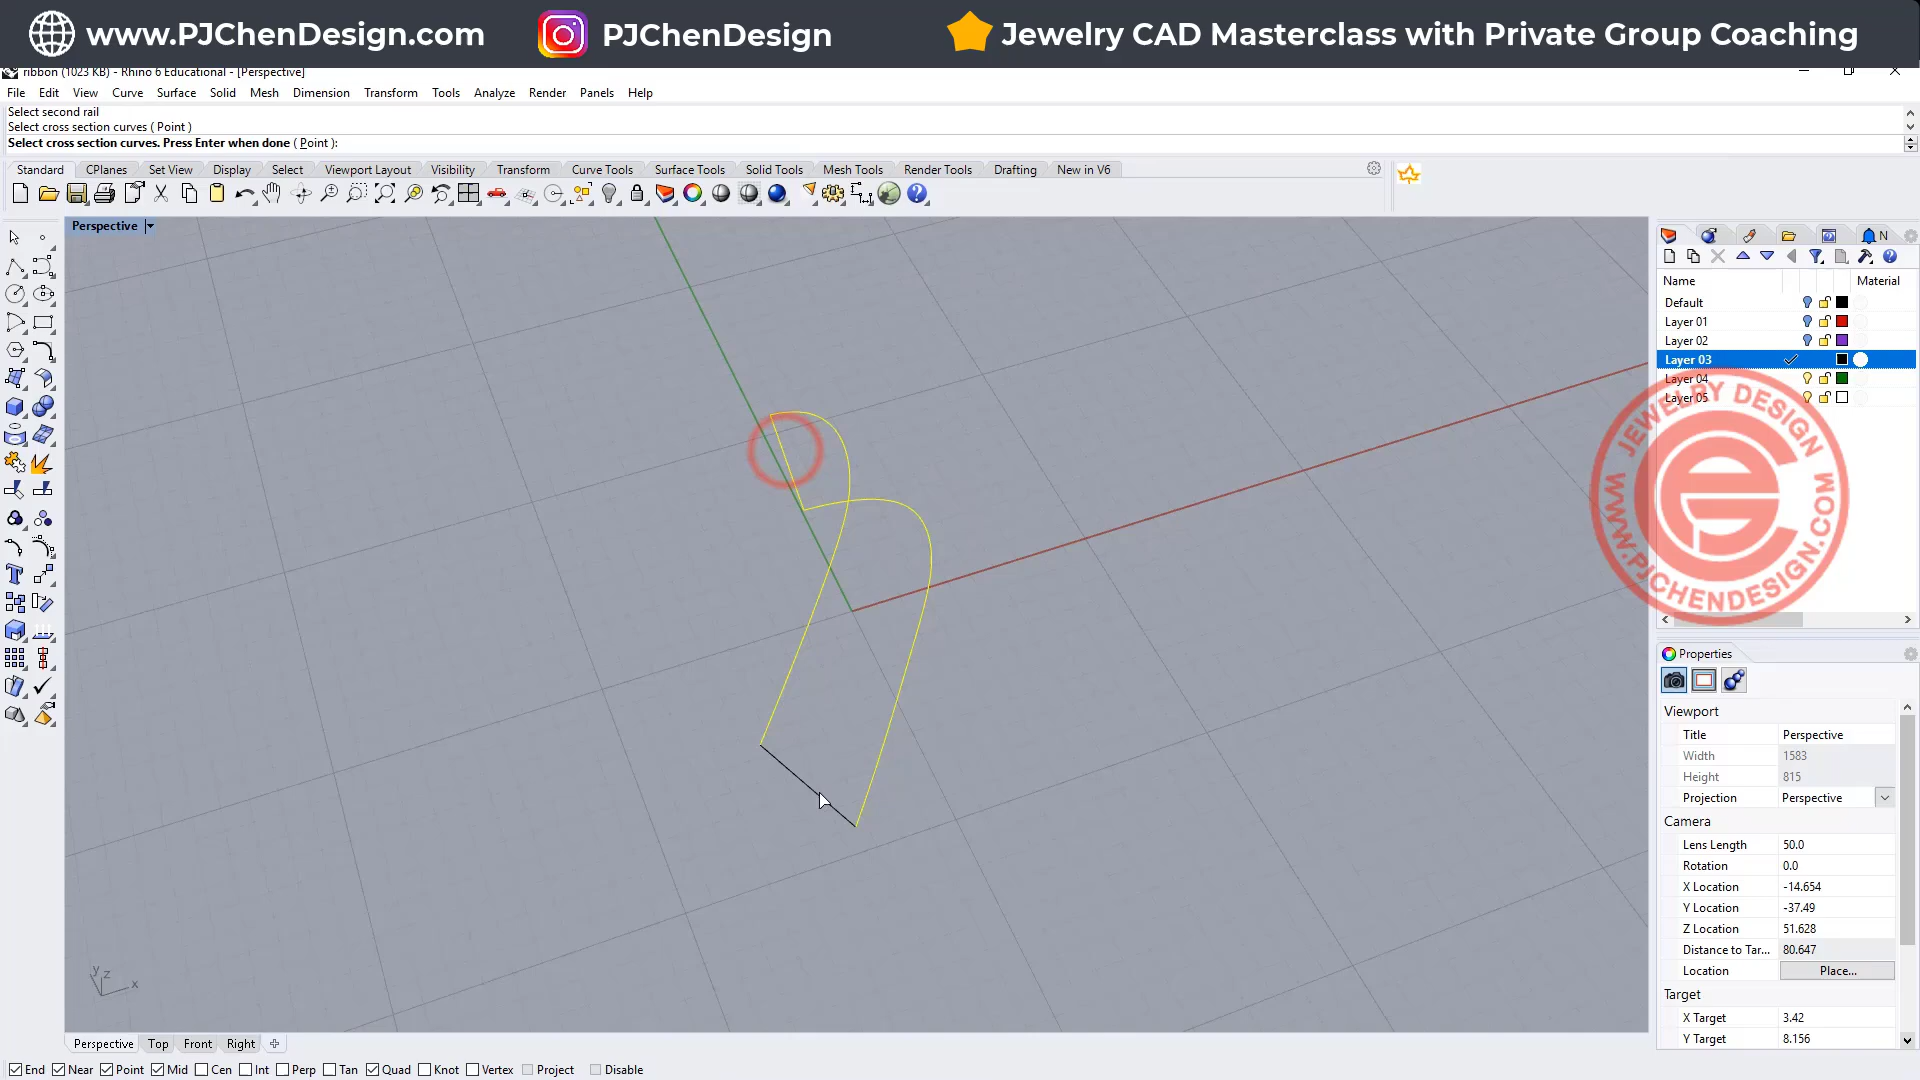 www.PJChenDesign.com PJChenDesign Jewelry CAD Masterclass with Private Group Coaching
ribbon (1023 KB) - Rhino 6 Educational - [Perspective]
File Edit View Curve Surface Solid Mesh Dimension Transform Tools Analyze Render Panels Help
Select second rail
Select cross section curves ( Point )
Select cross section curves. Press Enter when done ( Point ):
Standard CPlanes Set View Display Select Viewport Layout Visibility Transform Curve Tools Surface Tools Solid Tools Mesh Tools Render Tools Drafting New in V6
Perspective
N
Name Material
Default
Layer 01
Layer 02
Layer 03
Layer 04
Layer 05
JEWELRY DESIGN
WWW.PJCHENDESIGN.COM
Properties
Viewport
Title Perspective
Width 1583
Height 815
Projection Perspective
Camera
Lens Length 50.0
Rotation 0.0
X Location -14.654
Y Location -37.49
Z Location 51.628
Distance to Tar... 80.647
Location Place...
Target
X Target 3.42
Y Target 8.156
y z x
Perspective Top Front Right
End Near Point Mid Cen Int Perp Tan Quad Knot Vertex Project Disable